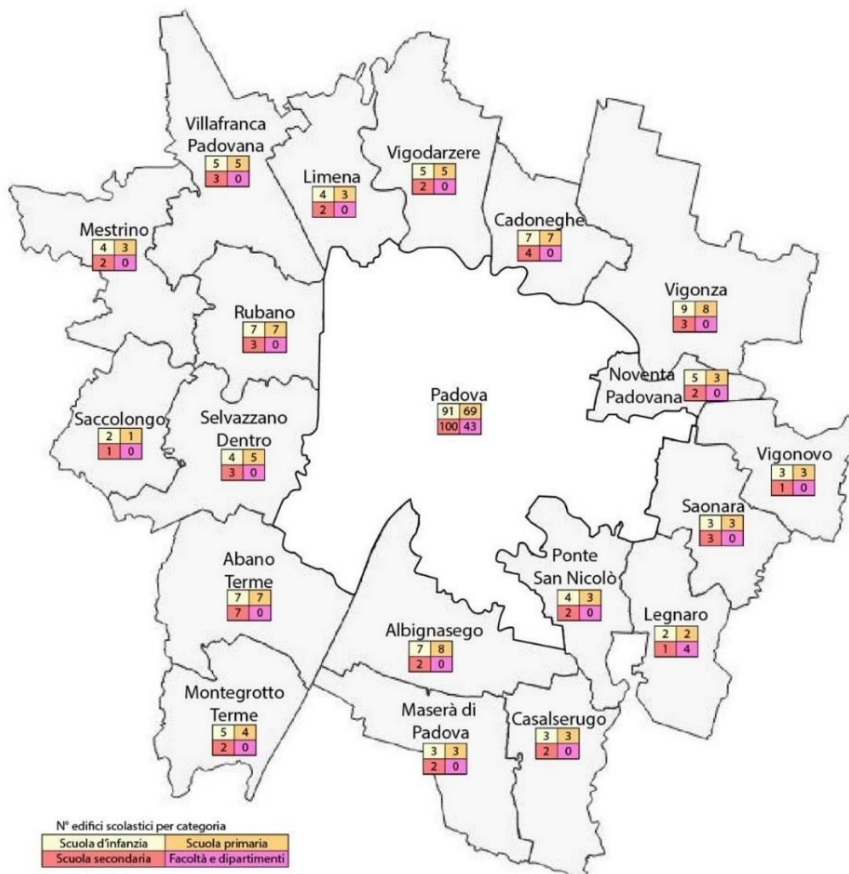 Villafranca
Padovana
5 5
3 0
Limena
4 3
2 0
Vigodarzere
5 5
2 0
Cadoneghe
7 7
4 0
Mestrino
4 3
2 0
Rubano
7 7
3 0
Vigonza
9 8
3 0
Noventa
Padovana
5 3
2 0
Padova
91 69
100 43
Saccolongo
2 1
1 0
Selvazzano
Dentro
4 5
3 0
Vigonovo
3 3
1 0
Saonara
3 3
3 0
Abano
Terme
7 7
7 0
Ponte
San Nicolò
4 3
2 0
Legnaro
2 2
1 4
Albignasego
7 8
2 0
Montegrotto
Terme
5 4
2 0
Maserà di
Padova
3 3
2 0
Casalserugo
3 3
2 0
N° edifici scolastici per categoria
Scuola d'infanzia Scuola primaria
Scuola secondaria Facoltà e dipartimenti